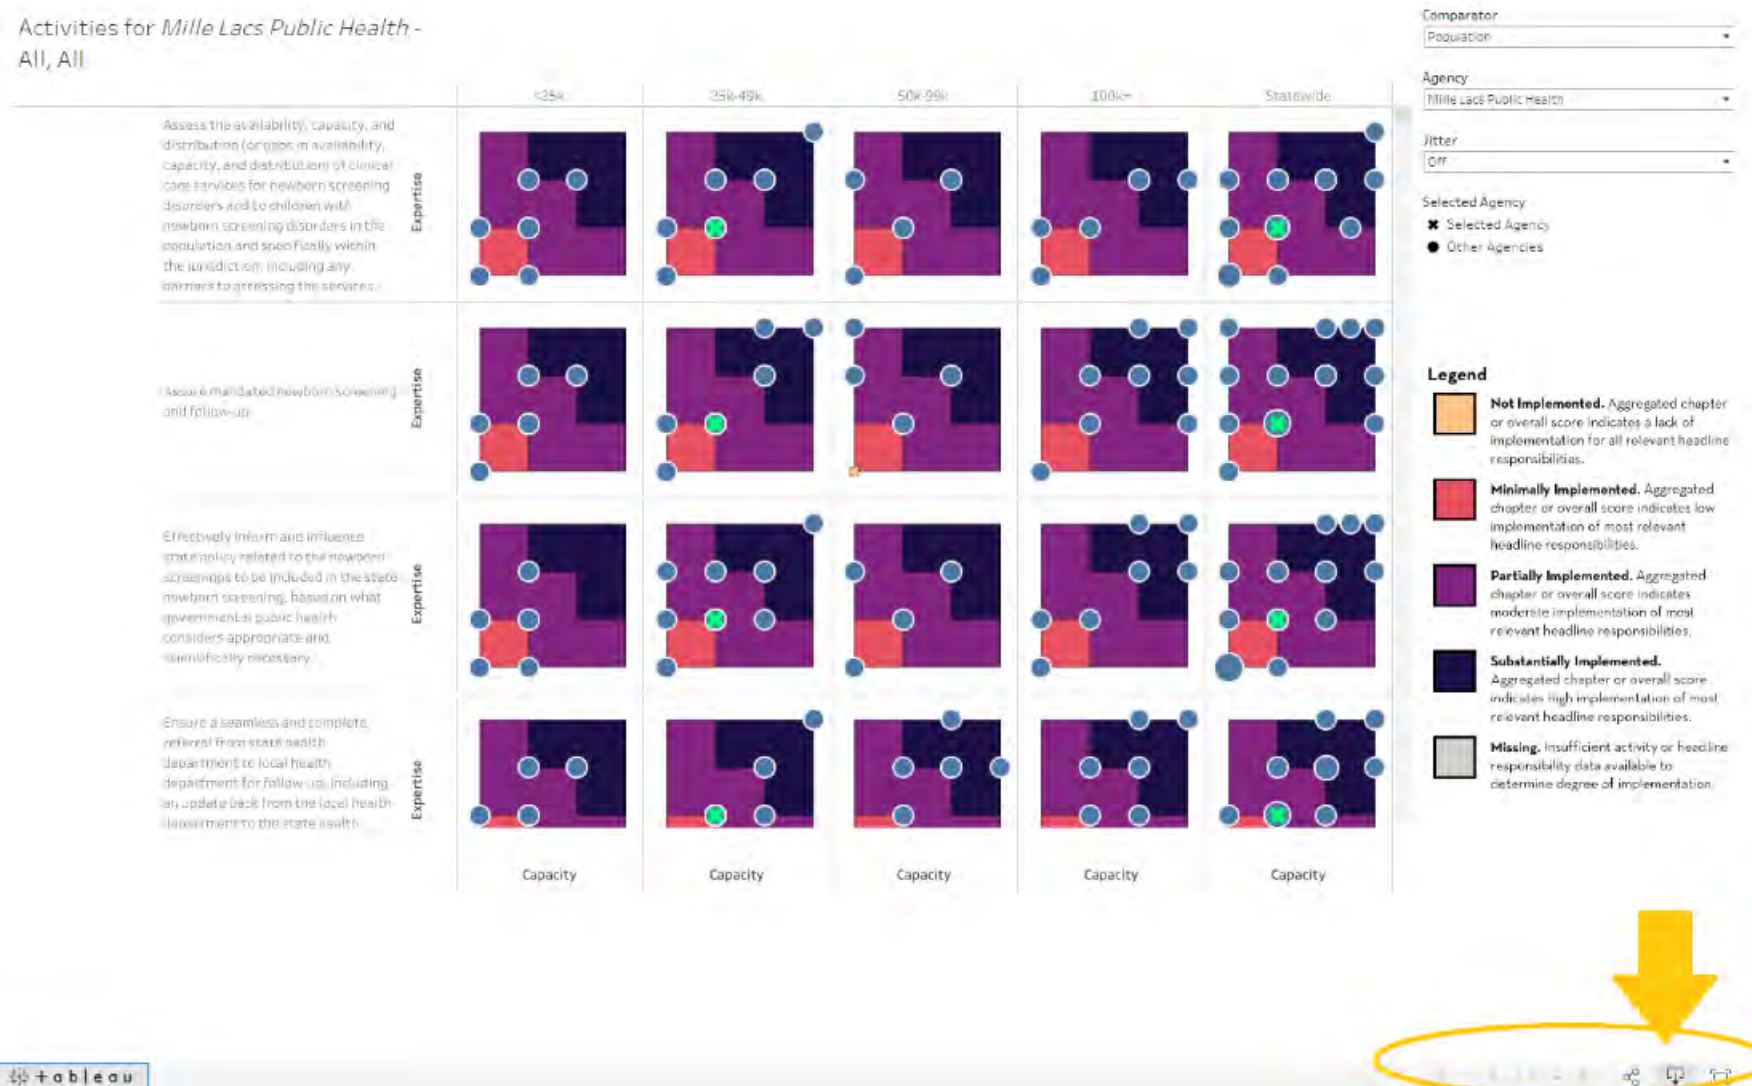 Activities for Mille Lacs Public Health -
All, All
<25k
25k-49k
50k-99k
100k+
Statewide
Assess the availability, capacity, and
distribution (or gaps in availability,
capacity, and distribution) of clinical
care services for newborn screening
disorders and to children with
newborn screening disorders in the
population and specifically within
the jurisdiction, including any
barriers to accessing the services.
Expertise
Assure mandated newborn screening
and follow-up
Expertise
Effectively inform and influence
state policy related to the newborn
screenings to be included in the state
newborn screening, based on what
governmental public health
considers appropriate and
scientifically necessary
Expertise
Ensure a seamless and complete
referral from state health
department to local health
department for follow-up, including
an update back from the local health
department to the state health
Expertise
Capacity
Capacity
Capacity
Capacity
Capacity
Comparator
Population
Agency
Mille Lacs Public Health
Jitter
Off
Selected Agency
Selected Agency
Other Agencies
Legend
Not Implemented. Aggregated chapter
or overall score indicates a lack of
implementation for all relevant headline
responsibilities.
Minimally Implemented. Aggregated
chapter or overall score indicates low
implementation of most relevant
headline responsibilities.
Partially Implemented. Aggregated
chapter or overall score indicates
moderate implementation of most
relevant headline responsibilities.
Substantially Implemented.
Aggregated chapter or overall score
indicates high implementation of most
relevant headline responsibilities.
Missing. Insufficient activity or headline
responsibility data available to
determine degree of implementation.
+ableau